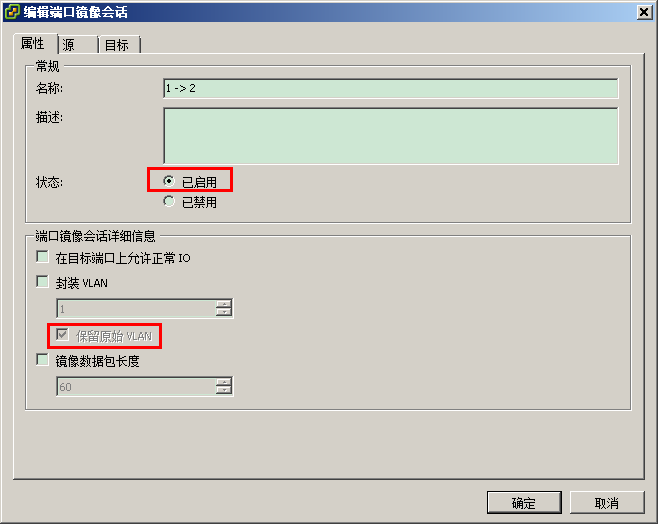 编辑端口镜像会话
属性 源 目标
常规
名称: 1 -> 2
描述:
状态: 已启用
已禁用
端口镜像会话详细信息
在目标端口上允许正常 IO
封装 VLAN
1
保留原始 VLAN
镜像数据包长度
60
确定 取消